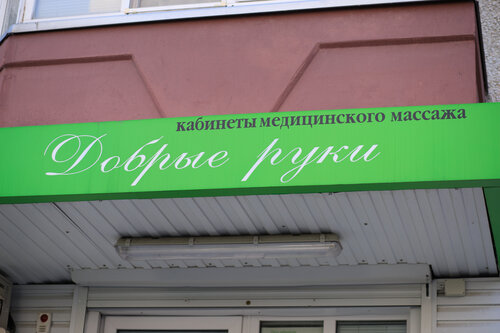 кабинеты медицинского массажа
Добрые руки